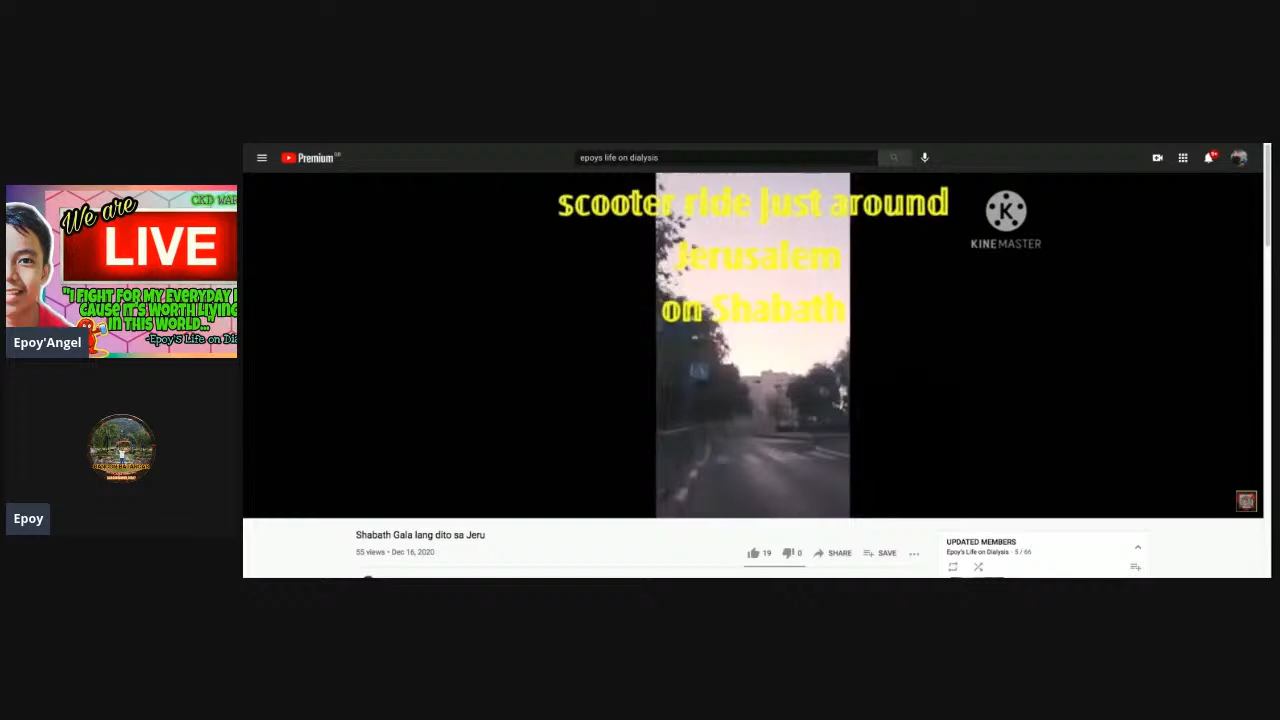 Premium GB
epoys life on dialysis
9+
We are
CKD WAR
LIVE
"I FIGHT FOR MY EVERYDAY
CAUSE IT'S WORTH LIVING
IN THIS WORLD..."
-Epoy's Life on Dia
Epoy'Angel
Epoy
scooter ride just around
Jerusalem
on Shabath
K
KINEMASTER
Shabath Gala lang dito sa Jeru
55 views • Dec 16, 2020
19
0
SHARE
SAVE
UPDATED MEMBERS
Epoy's Life on Dialysis - 5 / 66